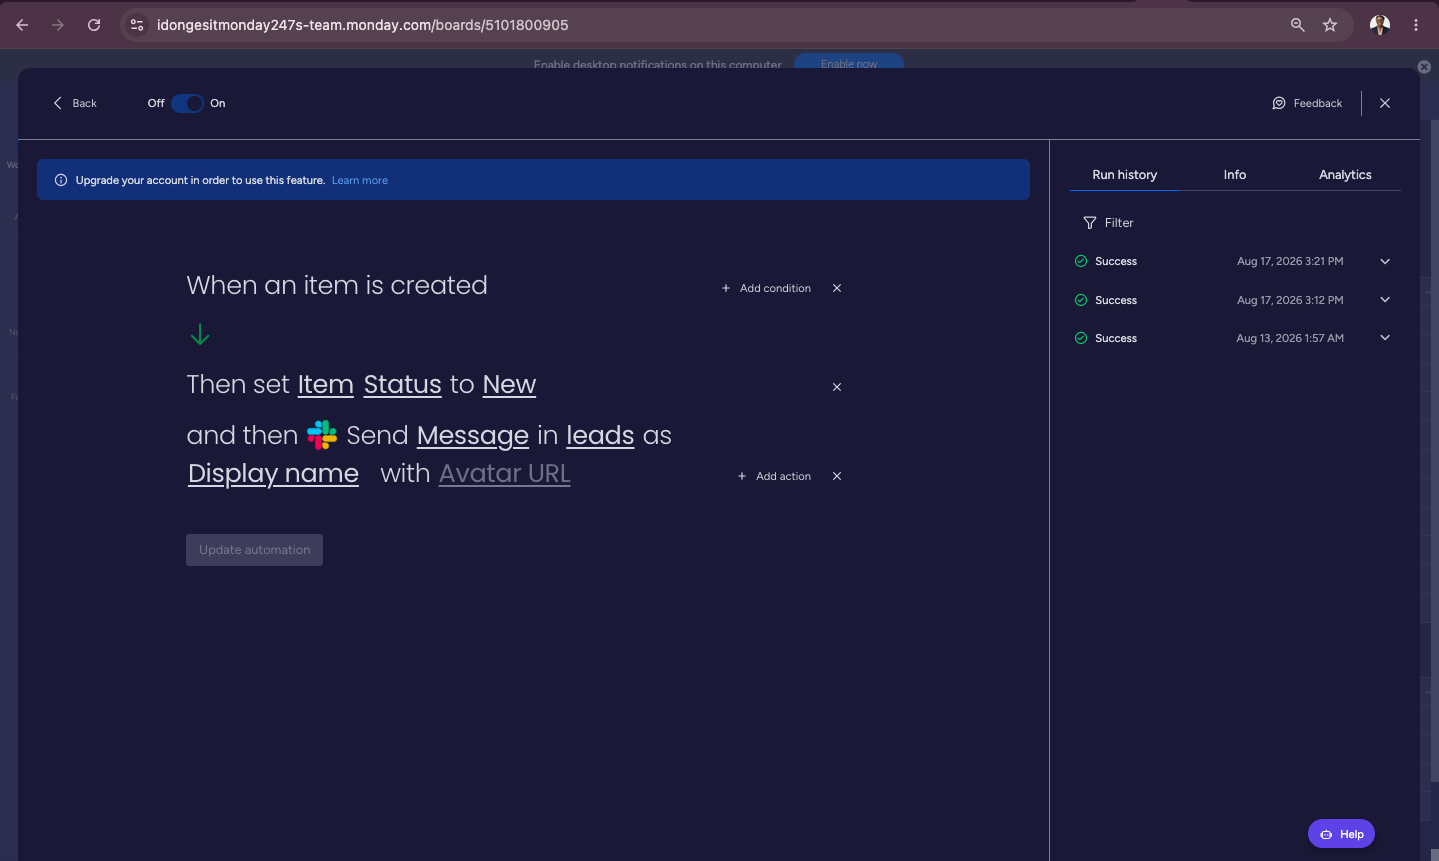 idongesitmonday247s-team.monday.com/boards/5101800905
Enable desktop notifications on this computer Enable now
Back Off On Feedback
Upgrade your account in order to use this feature. Learn more
When an item is created
Add condition
Then set Item Status to New
and then Send Message in leads as
Display name with Avatar URL
Add action
Update automation
Run history Info Analytics
Filter
Success Aug 17, 2026 3:21 PM
Success Aug 17, 2026 3:12 PM
Success Aug 13, 2026 1:57 AM
Help